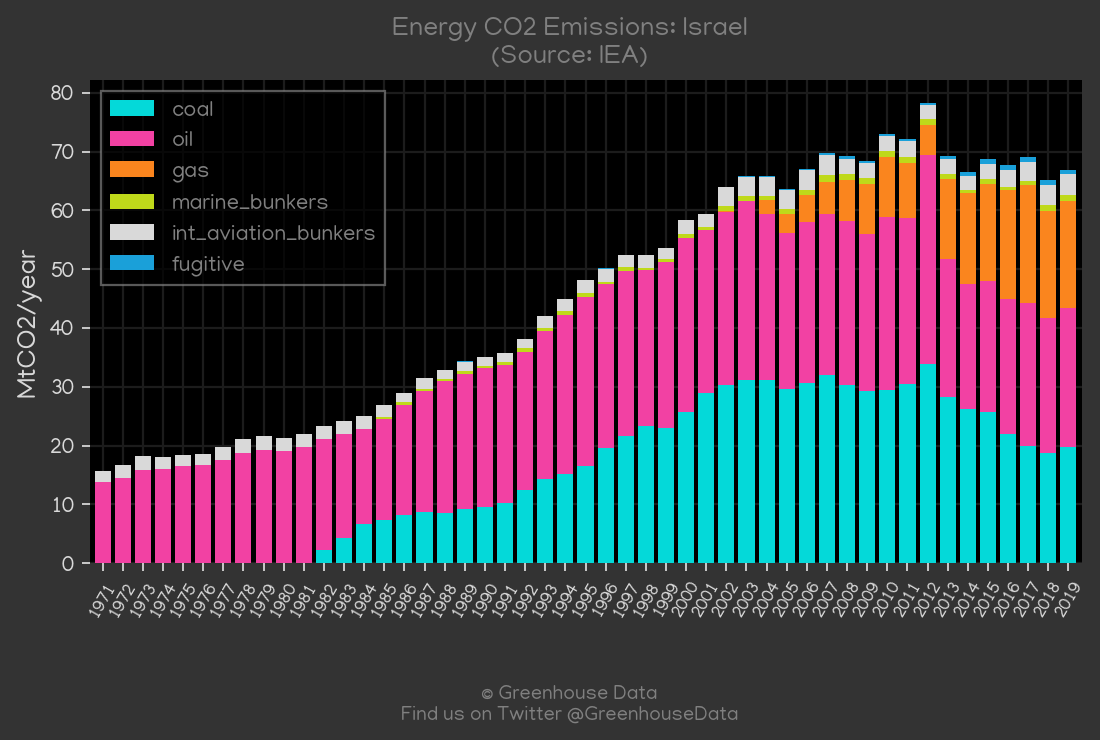 Energy CO2 Emissions: Israel
(Source: IEA)
80
70
60
50
40
30
20
10
0
MtCO2/year
coal
oil
gas
marine_bunkers
int_aviation_bunkers
fugitive
1971 1972 1973 1974 1975 1976 1977 1978 1979 1980 1981 1982 1983 1984 1985 1986 1987 1988 1989 1990 1991 1992 1993 1994 1995 1996 1997 1998 1999 2000 2001 2002 2003 2004 2005 2006 2007 2008 2009 2010 2011 2012 2013 2014 2015 2016 2017 2018 2019
© Greenhouse Data
Find us on Twitter @GreenhouseData